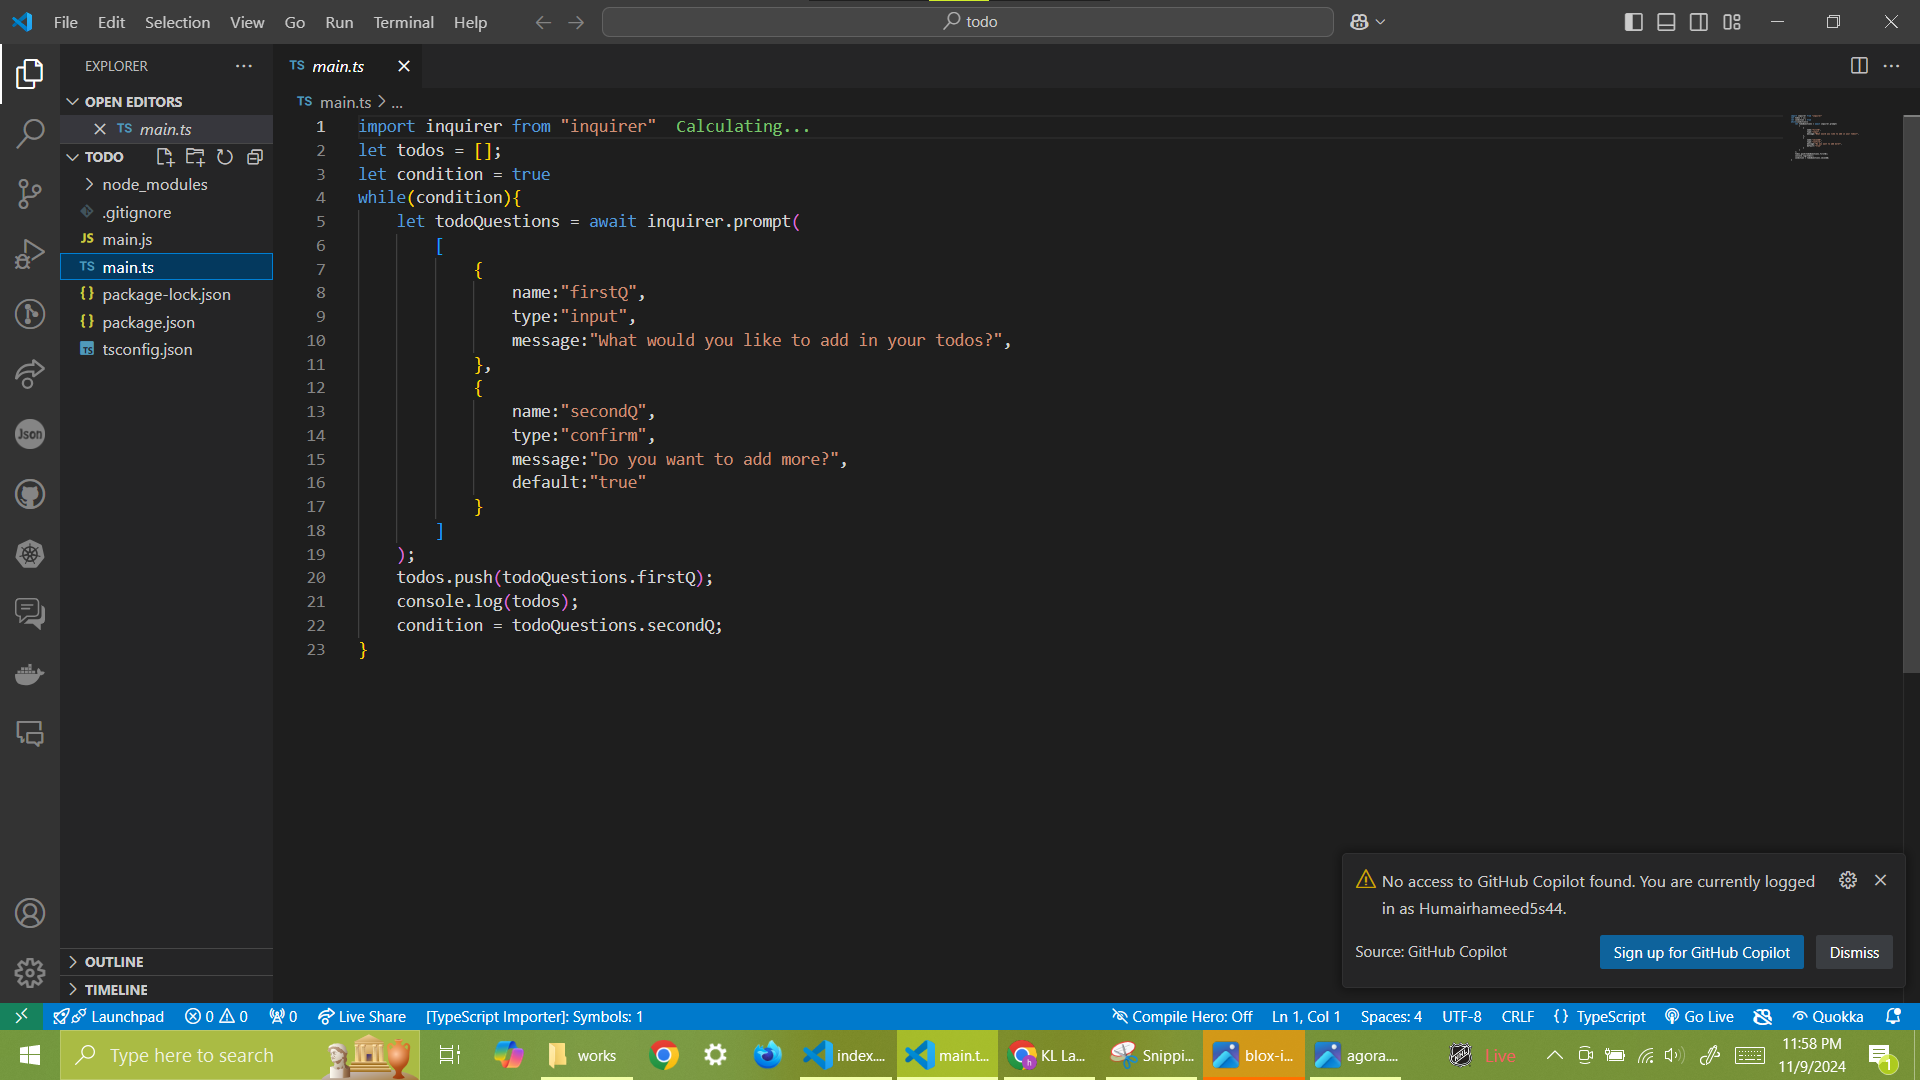 File Edit Selection View Go Run Terminal Help
todo
EXPLORER
OPEN EDITORS
TS main.ts
TODO
node_modules
.gitignore
JS main.js
TS main.ts
{} package-lock.json
{} package.json
TS tsconfig.json
OUTLINE
TIMELINE
Json
TS main.ts
TS main.ts > ...
1 import inquirer from "inquirer" Calculating...
2 let todos = [];
3 let condition = true
4 while(condition){
5 let todoQuestions = await inquirer.prompt(
6 [
7 {
8 name:"firstQ",
9 type:"input",
10 message:"What would you like to add in your todos?",
11 },
12 {
13 name:"secondQ",
14 type:"confirm",
15 message:"Do you want to add more?",
16 default:"true"
17 }
18 ]
19 );
20 todos.push(todoQuestions.firstQ);
21 console.log(todos);
22 condition = todoQuestions.secondQ;
23 }
No access to GitHub Copilot found. You are currently logged
in as Humairhameed5s44.
Source: GitHub Copilot
Sign up for GitHub Copilot
Dismiss
Launchpad 0 0 0 Live Share [TypeScript Importer]: Symbols: 1
Compile Hero: Off Ln 1, Col 1 Spaces: 4 UTF-8 CRLF {} TypeScript Go Live Quokka
Type here to search
works
index....
main.t...
KL La...
Snippi...
blox-i...
agora....
Live
11:58 PM
11/9/2024
1